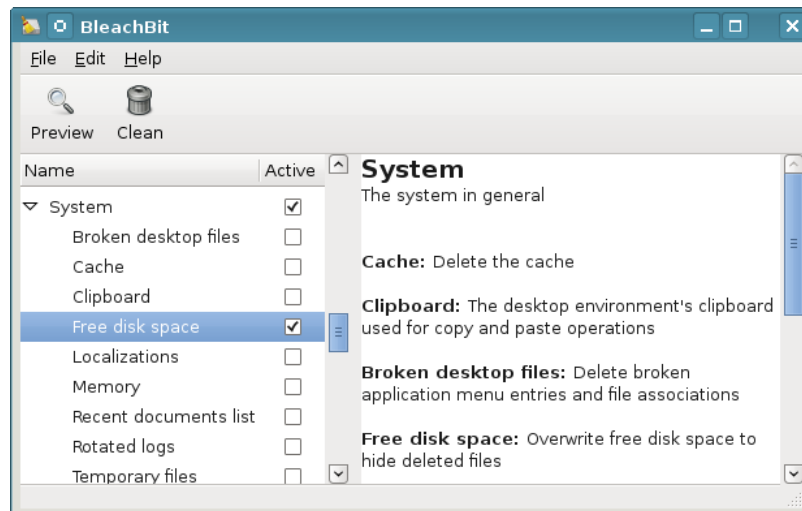 BleachBit
File Edit Help
Preview Clean
Name Active
System
Broken desktop files
Cache
Clipboard
Free disk space
Localizations
Memory
Recent documents list
Rotated logs
Temporary files
System
The system in general
Cache: Delete the cache
Clipboard: The desktop environment's clipboard
used for copy and paste operations
Broken desktop files: Delete broken
application menu entries and file associations
Free disk space: Overwrite free disk space to
hide deleted files